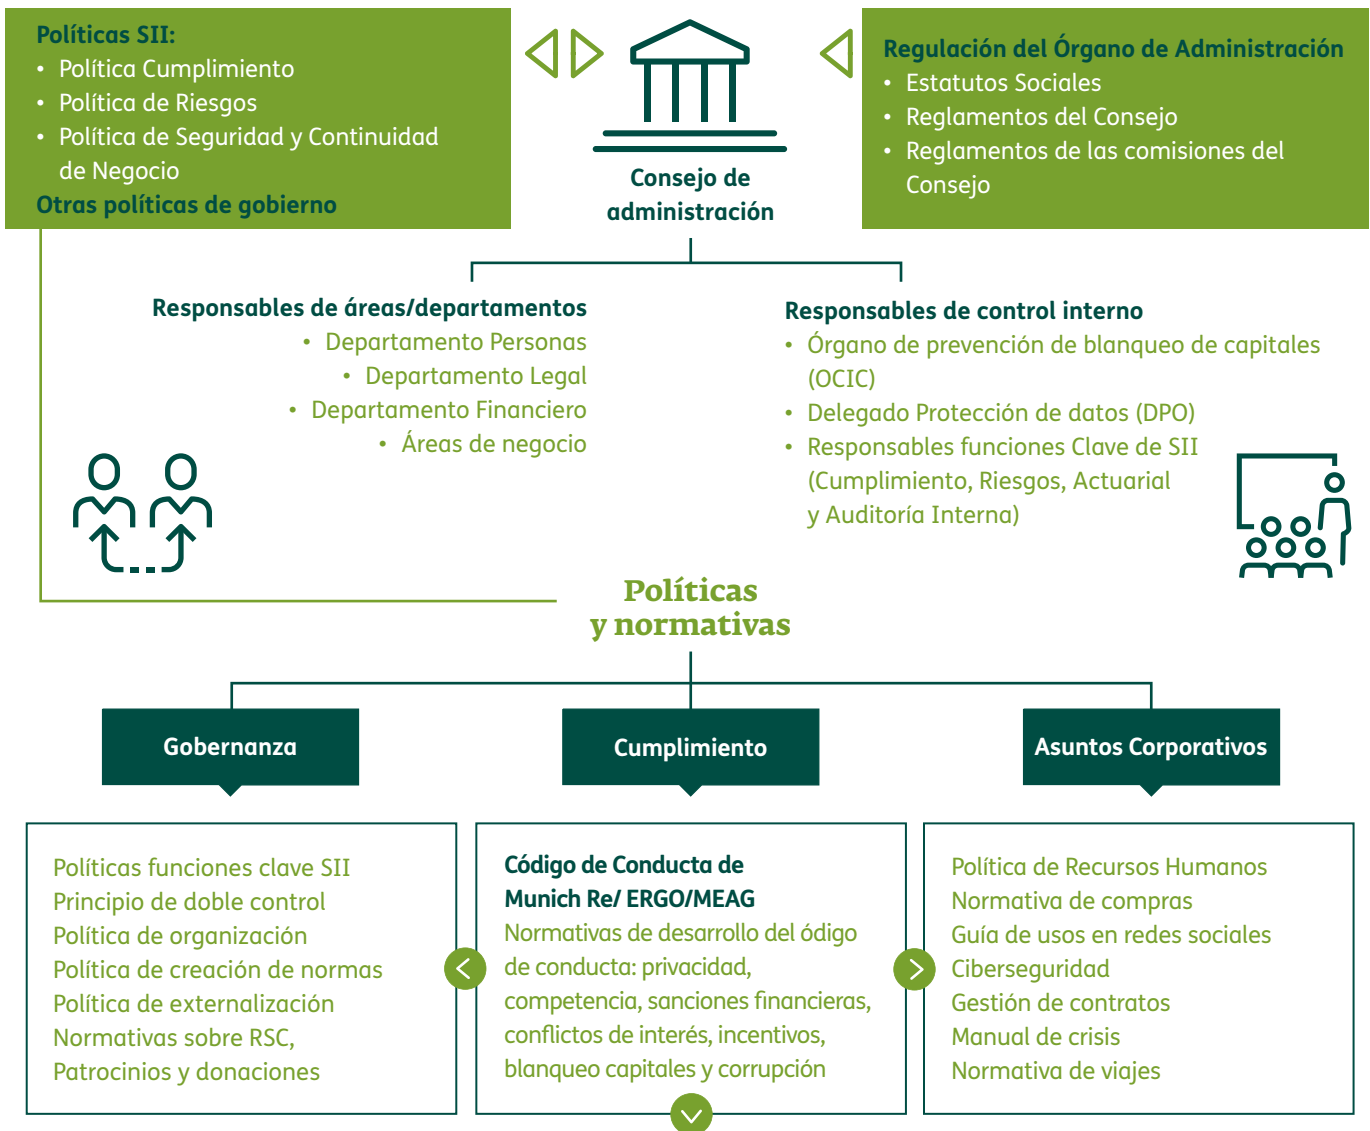 Políticas SII:
• Política Cumplimiento
• Política de Riesgos
• Política de Seguridad y Continuidad
de Negocio
Otras políticas de gobierno
Consejo de
administración
Regulación del Órgano de Administración
• Estatutos Sociales
• Reglamentos del Consejo
• Reglamentos de las comisiones del
Consejo
Responsables de áreas/departamentos
• Departamento Personas
• Departamento Legal
• Departamento Financiero
• Áreas de negocio
Responsables de control interno
• Órgano de prevención de blanqueo de capitales
(OCIC)
• Delegado Protección de datos (DPO)
• Responsables funciones Clave de SII
(Cumplimiento, Riesgos, Actuarial
y Auditoría Interna)
Políticas
y normativas
Gobernanza
Políticas funciones clave SII
Principio de doble control
Política de organización
Política de creación de normas
Política de externalización
Normativas sobre RSC,
Patrocinios y donaciones
Cumplimiento
Código de Conducta de
Munich Re/ ERGO/MEAG
Normativas de desarrollo del ódigo
de conducta: privacidad,
competencia, sanciones financieras,
conflictos de interés, incentivos,
blanqueo capitales y corrupción
Asuntos Corporativos
Política de Recursos Humanos
Normativa de compras
Guía de usos en redes sociales
Ciberseguridad
Gestión de contratos
Manual de crisis
Normativa de viajes